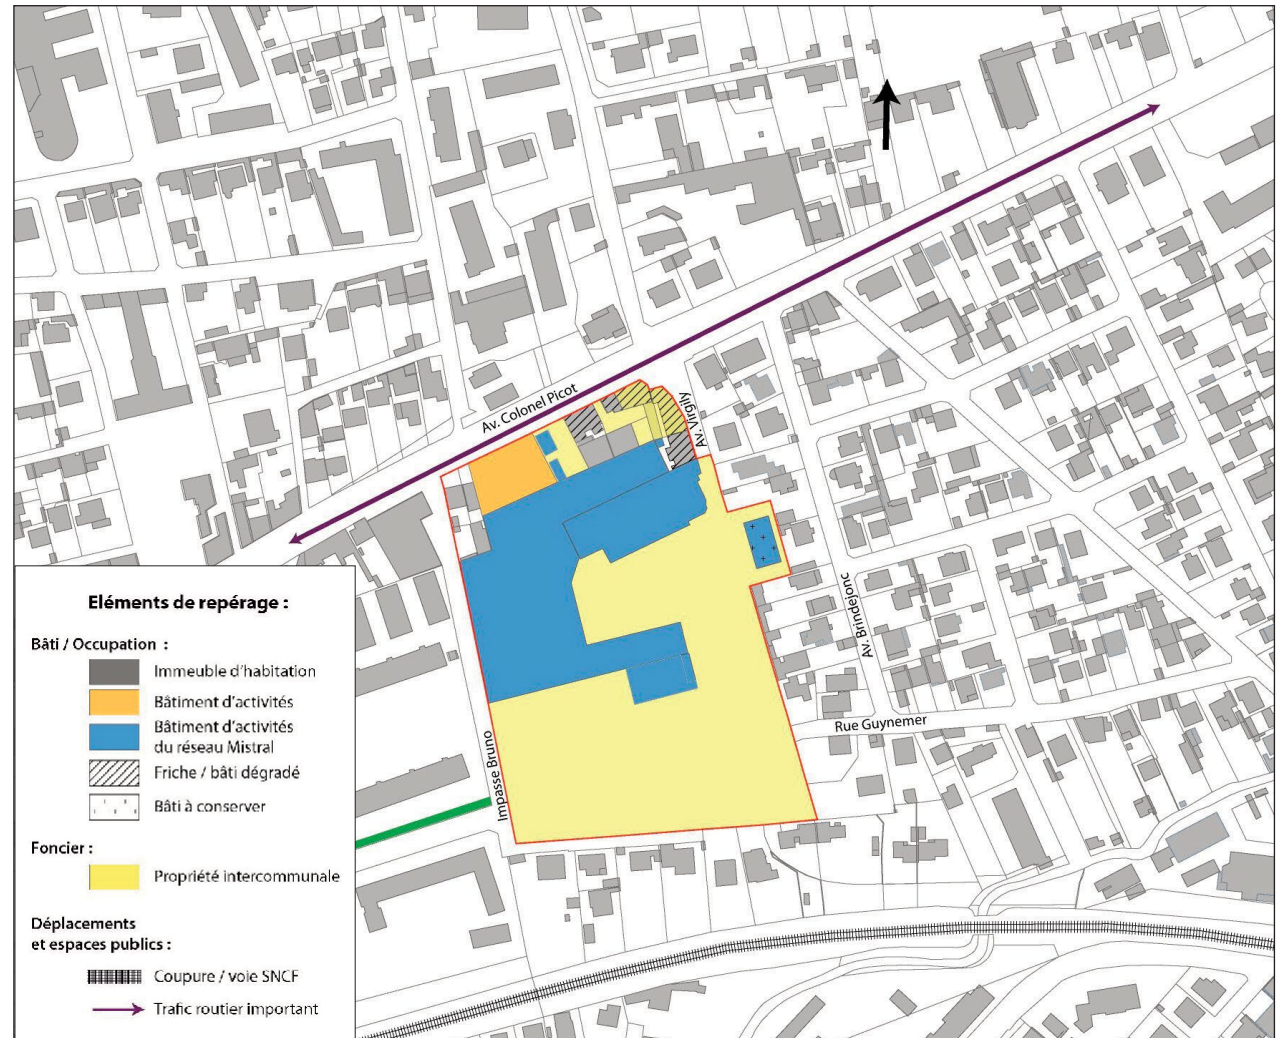 Av. Colonel Picot
Av. Virgily
Av. Brindejonc
Rue Guynemer
Impasse Bruno
Eléments de repérage :
Bâti / Occupation :
Immeuble d'habitation
Bâtiment d'activités
Bâtiment d'activités
du réseau Mistral
Friche / bâti dégradé
Bâti à conserver
Foncier :
Propriété intercommunale
Déplacements
et espaces publics :
Coupure / voie SNCF
Trafic routier important